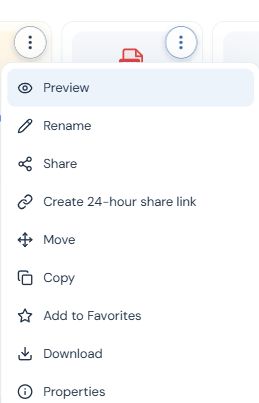 Preview
Rename
Share
Create 24-hour share link
Move
Copy
Add to Favorites
Download
Properties